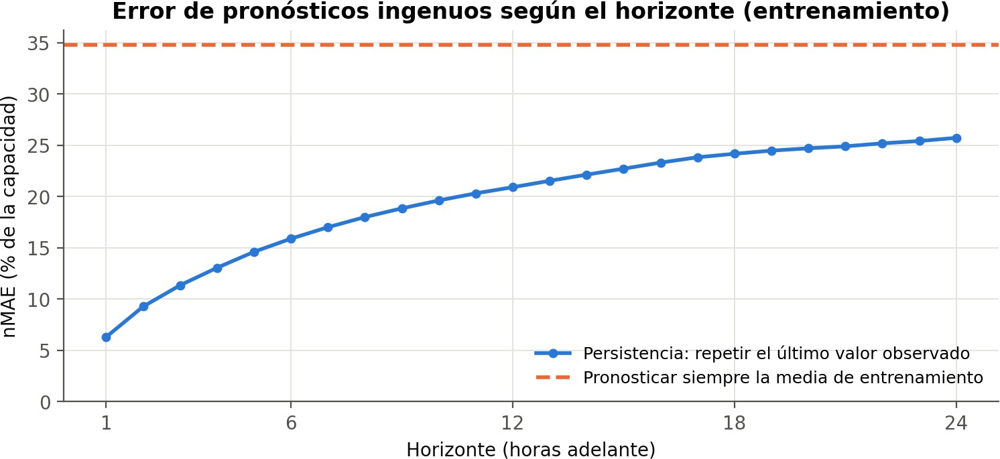 Error de pronósticos ingenuos según el horizonte (entrenamiento)
nMAE (% de la capacidad)
35
30
25
20
15
10
5
0
Persistencia: repetir el último valor observado
Pronosticar siempre la media de entrenamiento
1 6 12 18 24
Horizonte (horas adelante)